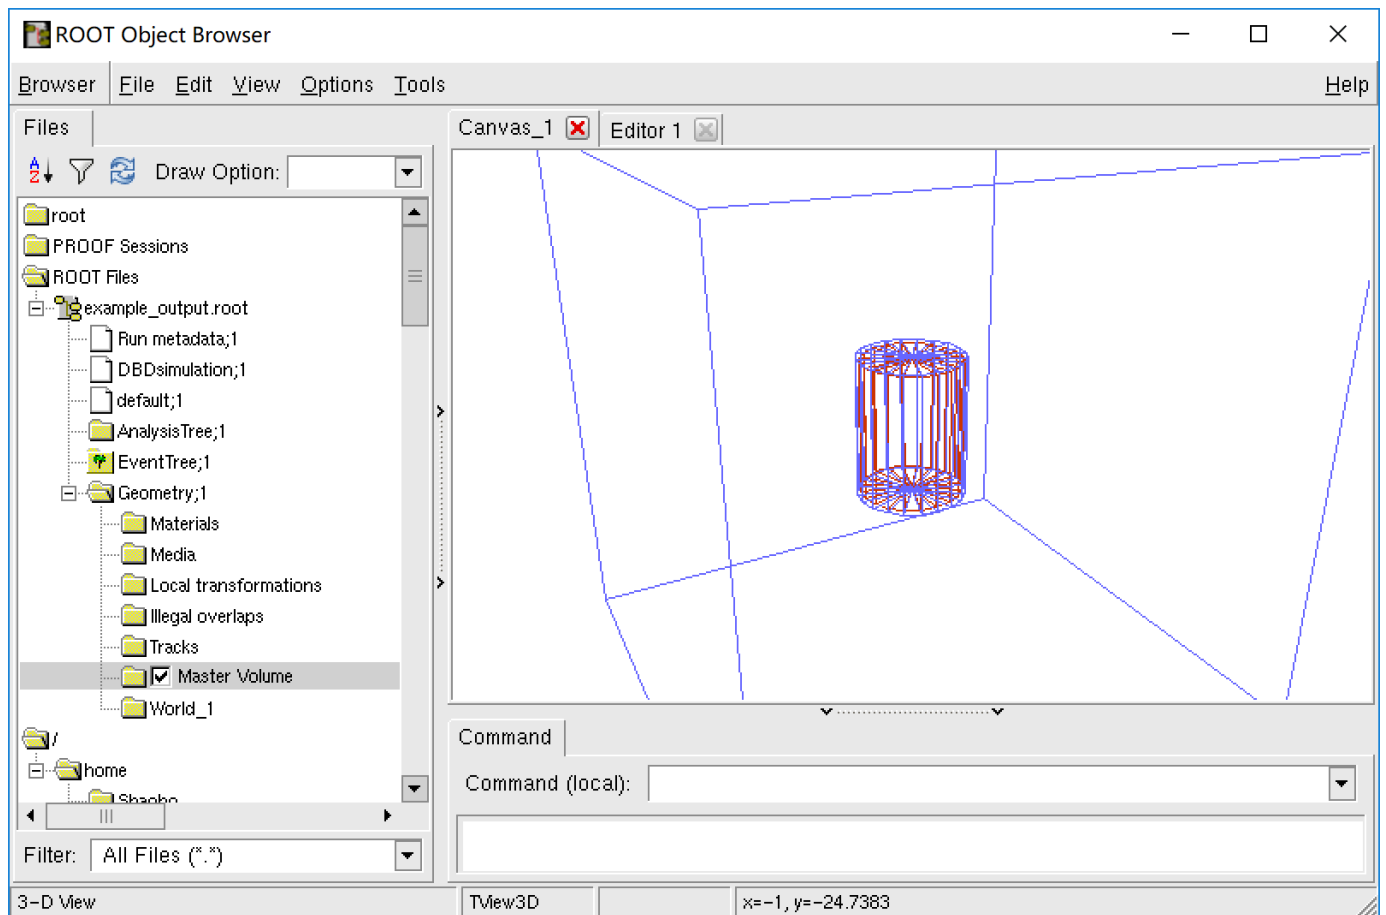 ROOT Object Browser
Browser File Edit View Options Tools Help
Files
Canvas_1 Editor 1
Draw Option:
root
PROOF Sessions
ROOT Files
example_output.root
Run metadata;1
DBDsimulation;1
default;1
AnalysisTree;1
EventTree;1
Geometry;1
Materials
Media
Local transformations
Illegal overlaps
Tracks
Master Volume
World_1
/
home
Shaobo
Filter: All Files (*.*)
Command
Command (local):
3-D View TView3D x=-1, y=-24.7383